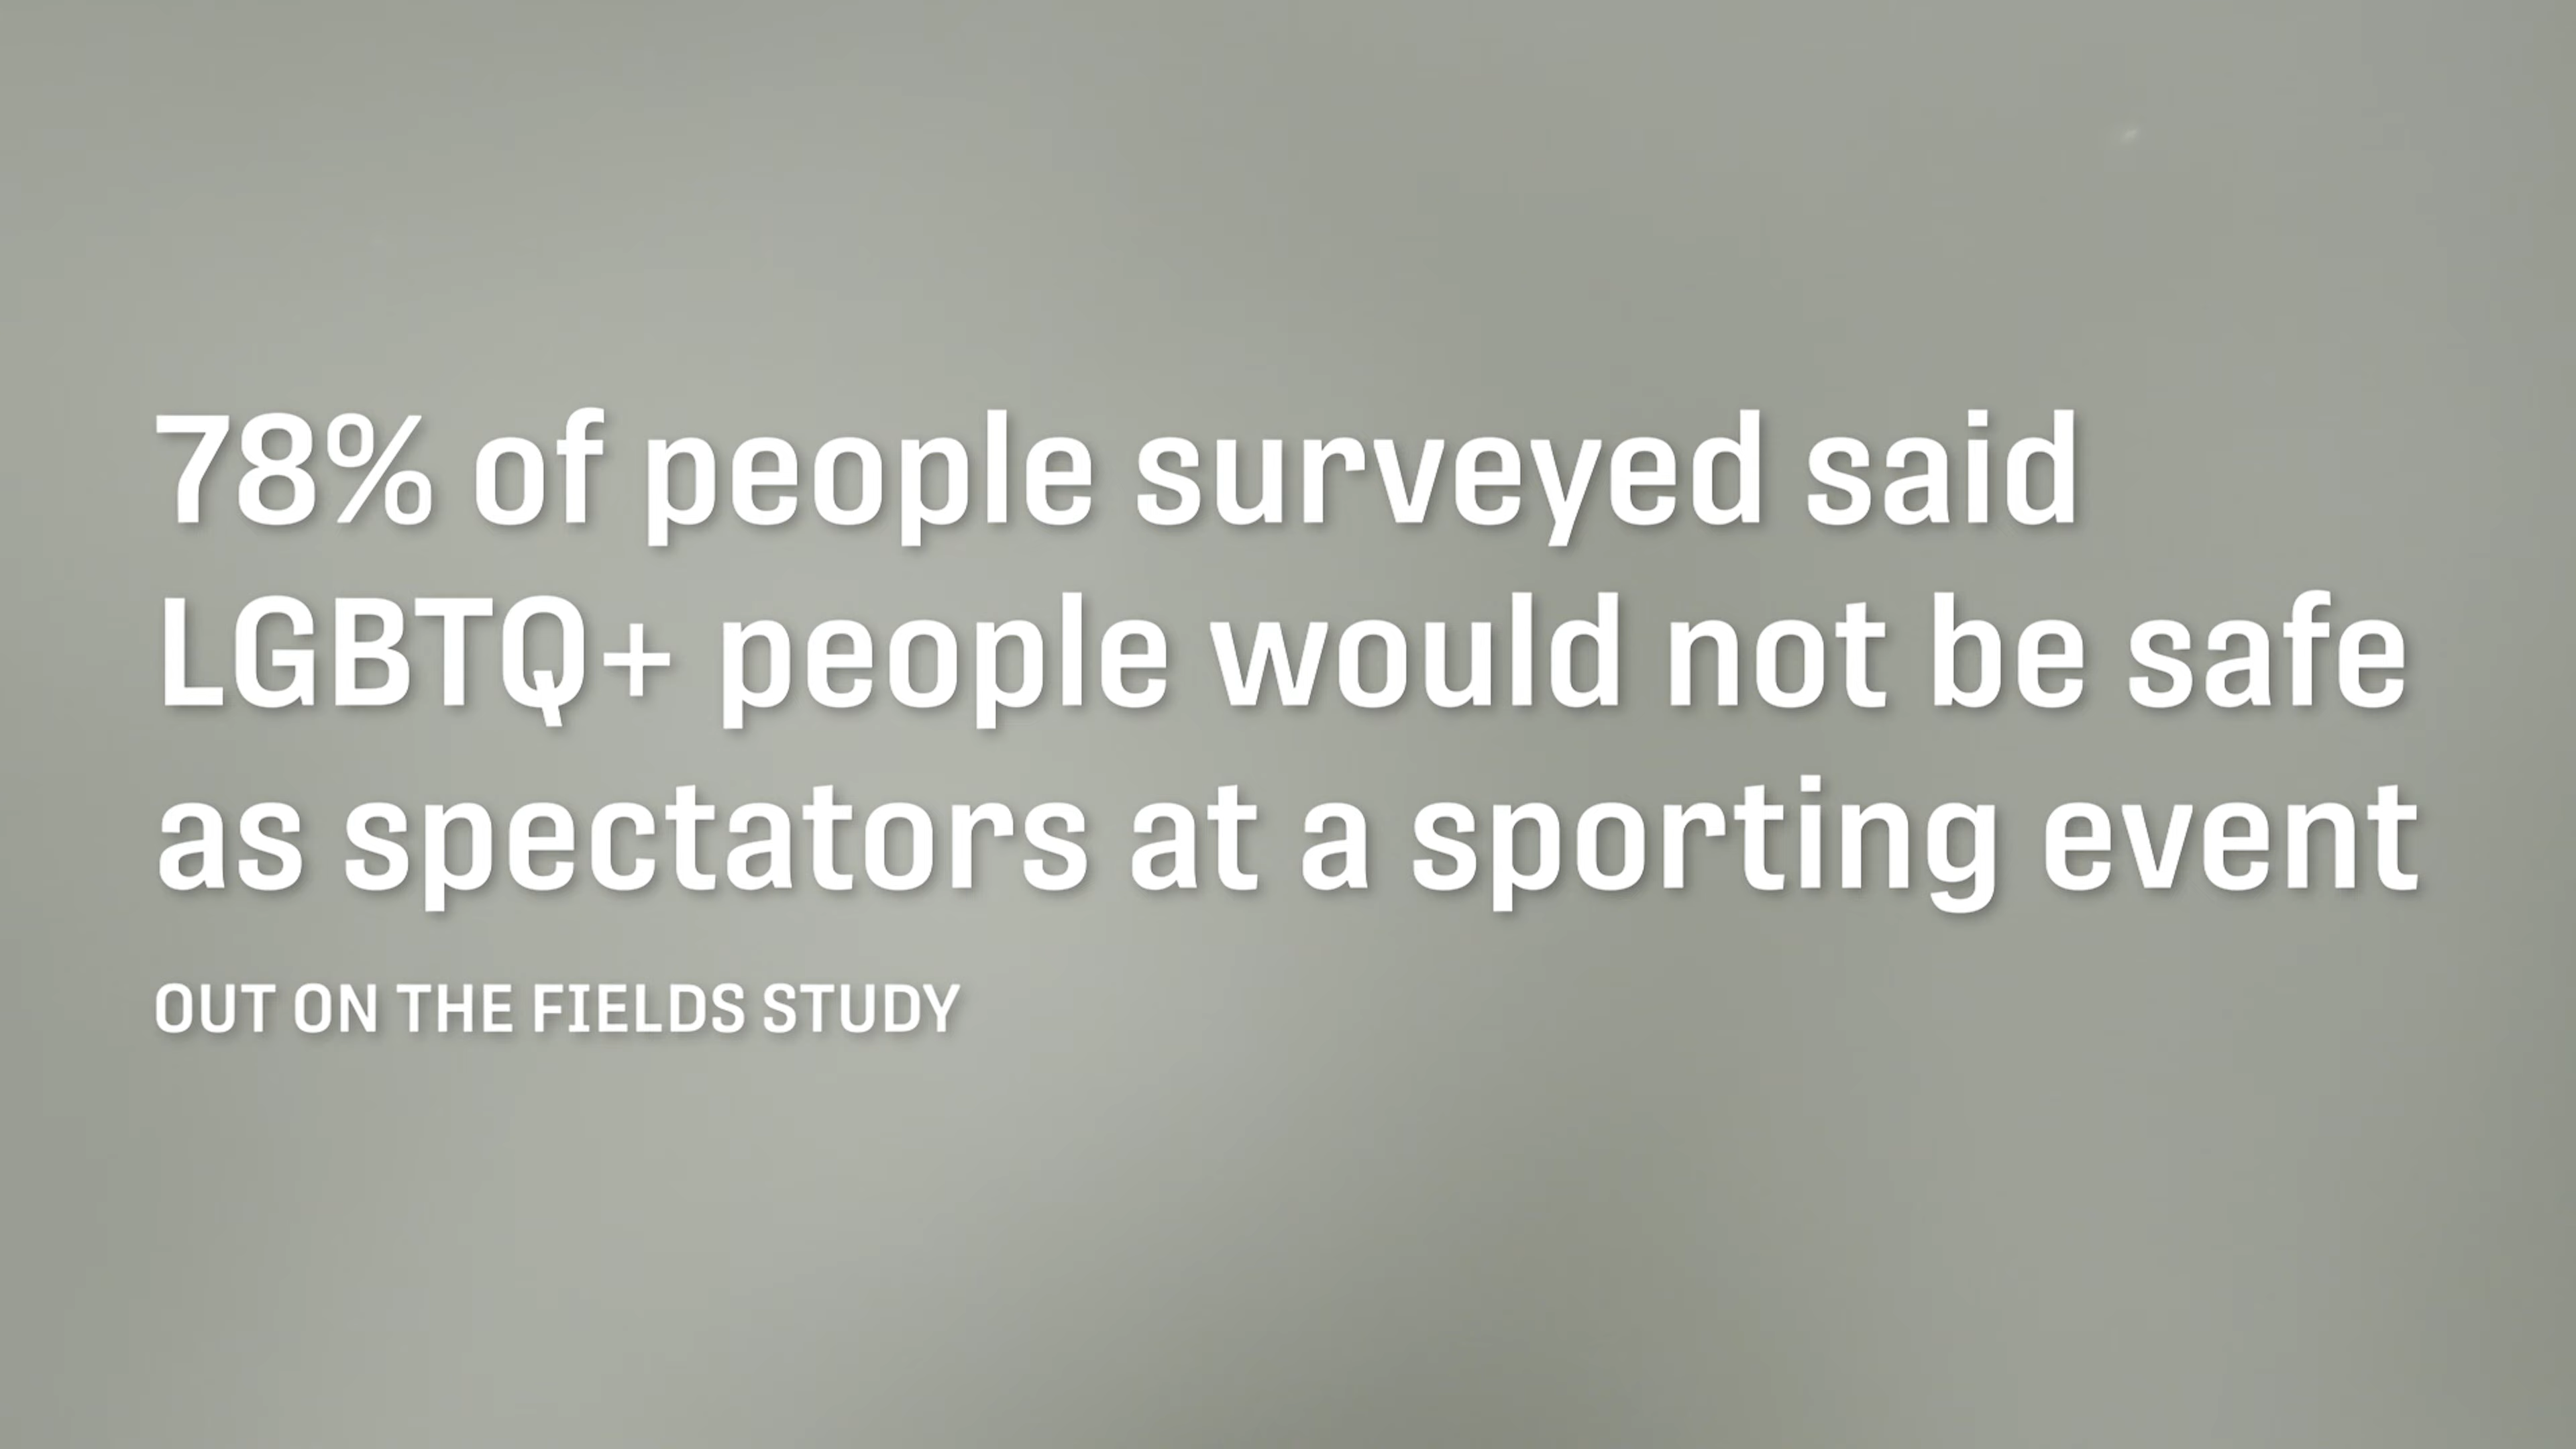 78% of people surveyed said
LGBTQ+ people would not be safe
as spectators at a sporting event
OUT ON THE FIELDS STUDY